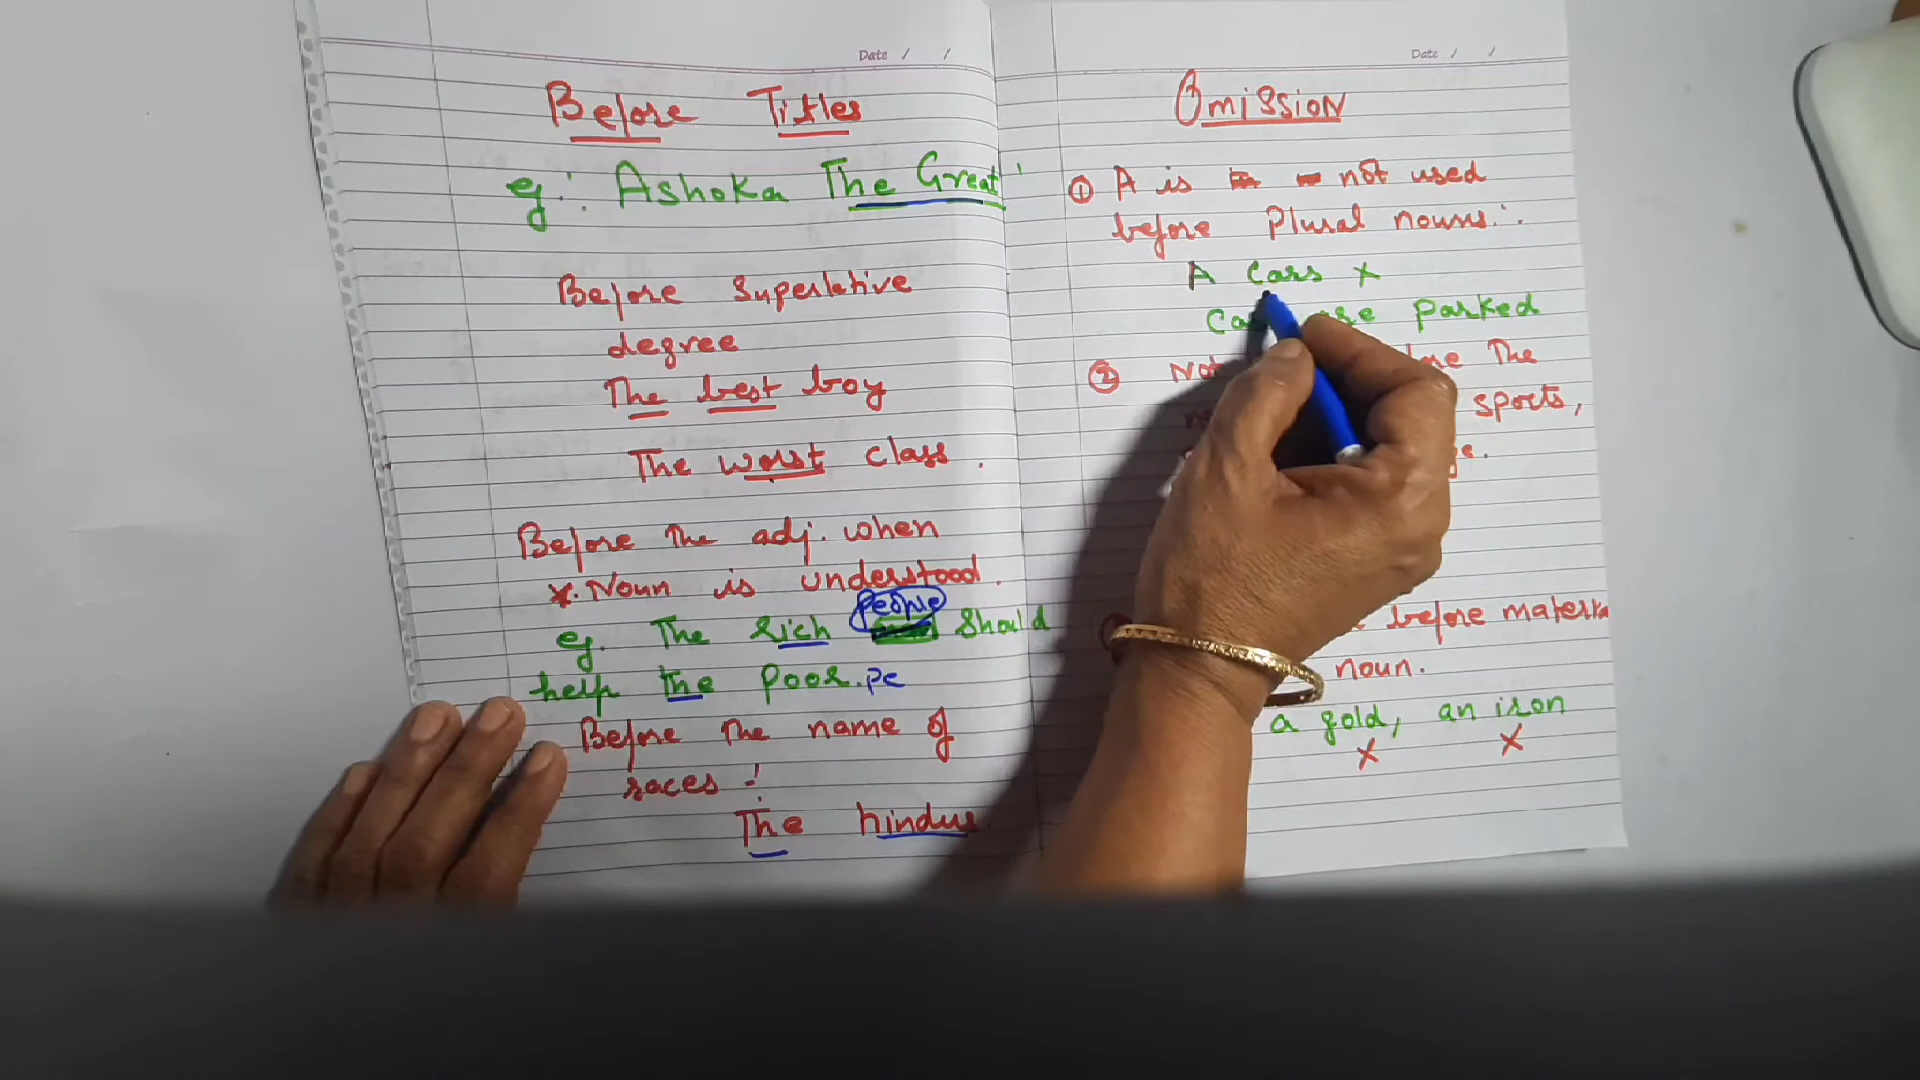 Date / /
Before Titles
eg:. Ashoka The Great
Before Superlative
degree
The best boy
The worst class.
Before The adj. when
*. Noun is understood.
people
eg. The rich should
help the poor. pe
Before The name of
races :
The hindus
Date / /
Omission
① A is not used
before Plural nouns:.
A Cars x
parked
② The
sports,
before materia
noun.
a gold, an iron
x x